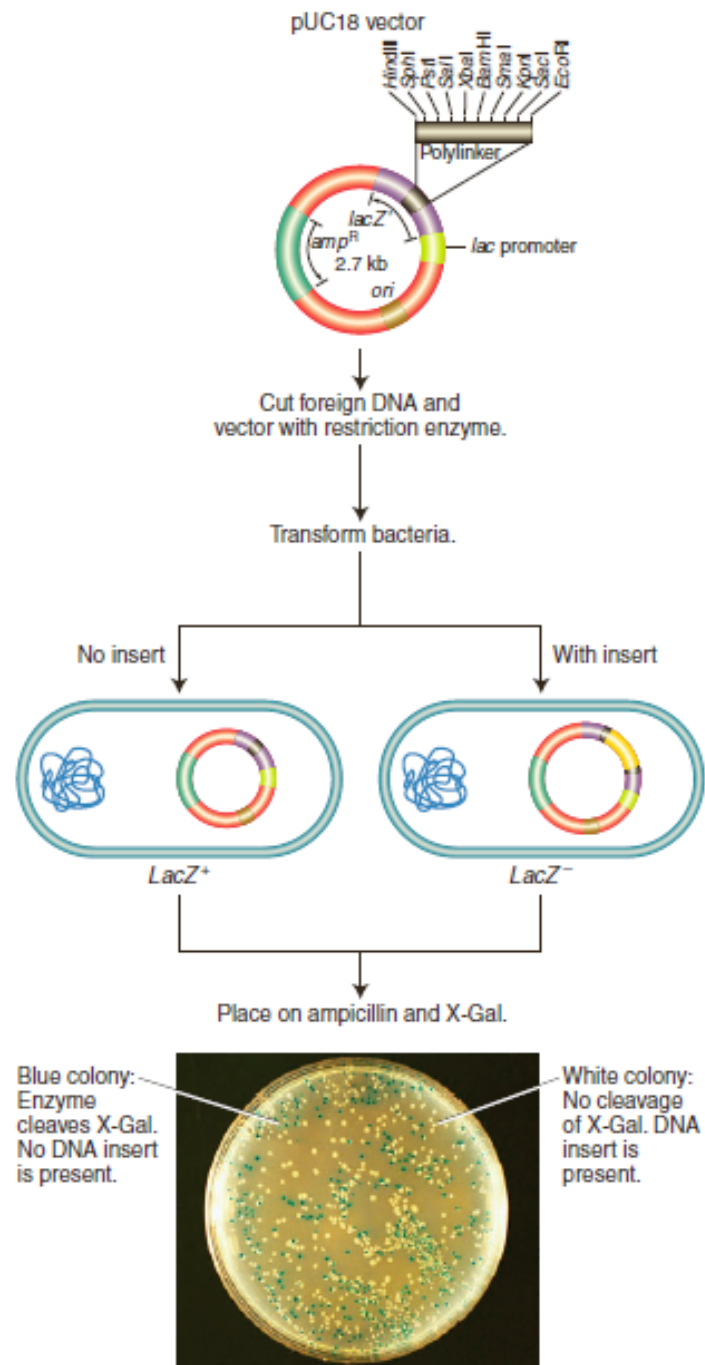 pUC18 vector
HindIII
SphI
PstI
SalI
XbaI
BamHI
SmaI
KpnI
SacI
EcoRI
Polylinker
lacZ'
ampR
2.7 kb
ori
lac promoter
Cut foreign DNA and
vector with restriction enzyme.
Transform bacteria.
No insert
With insert
LacZ+
LacZ−
Place on ampicillin and X-Gal.
Blue colony:
Enzyme
cleaves X-Gal.
No DNA insert
is present.
White colony:
No cleavage
of X-Gal. DNA
insert is
present.